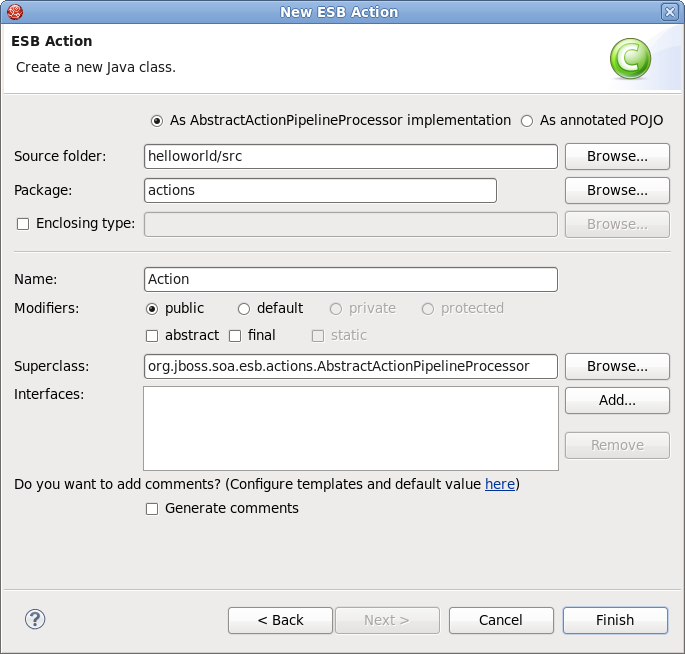 New ESB Action
ESB Action
Create a new Java class.
As AbstractActionPipelineProcessor implementation As annotated POJO
Source folder: helloworld/src Browse...
Package: actions Browse...
Enclosing type: Browse...
Name: Action
Modifiers: public default private protected
abstract final static
Superclass: org.jboss.soa.esb.actions.AbstractActionPipelineProcessor Browse...
Interfaces: Add...
Remove
Do you want to add comments? (Configure templates and default value here)
Generate comments
? < Back Next > Cancel Finish